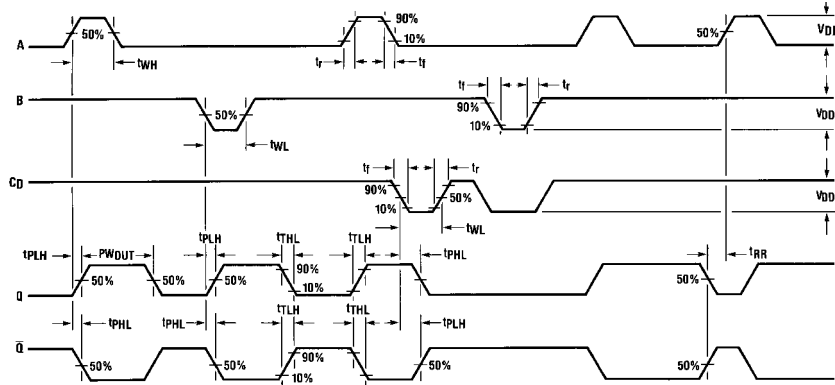 A
50%
tWH
90%
10%
tr
tf
50%
VDD
B
50%
tWL
tf
tr
90%
10%
VDD
CD
tf
tr
90%
10%
50%
tWL
VDD
tPLH
PWOUT
tPLH
tTHL
tTLH
tPHL
tRR
Q
50%
50%
50%
90%
10%
50%
50%
tPHL
tPHL
tTLH
tTHL
tPLH
Q̅
50%
50%
90%
10%
50%
50%